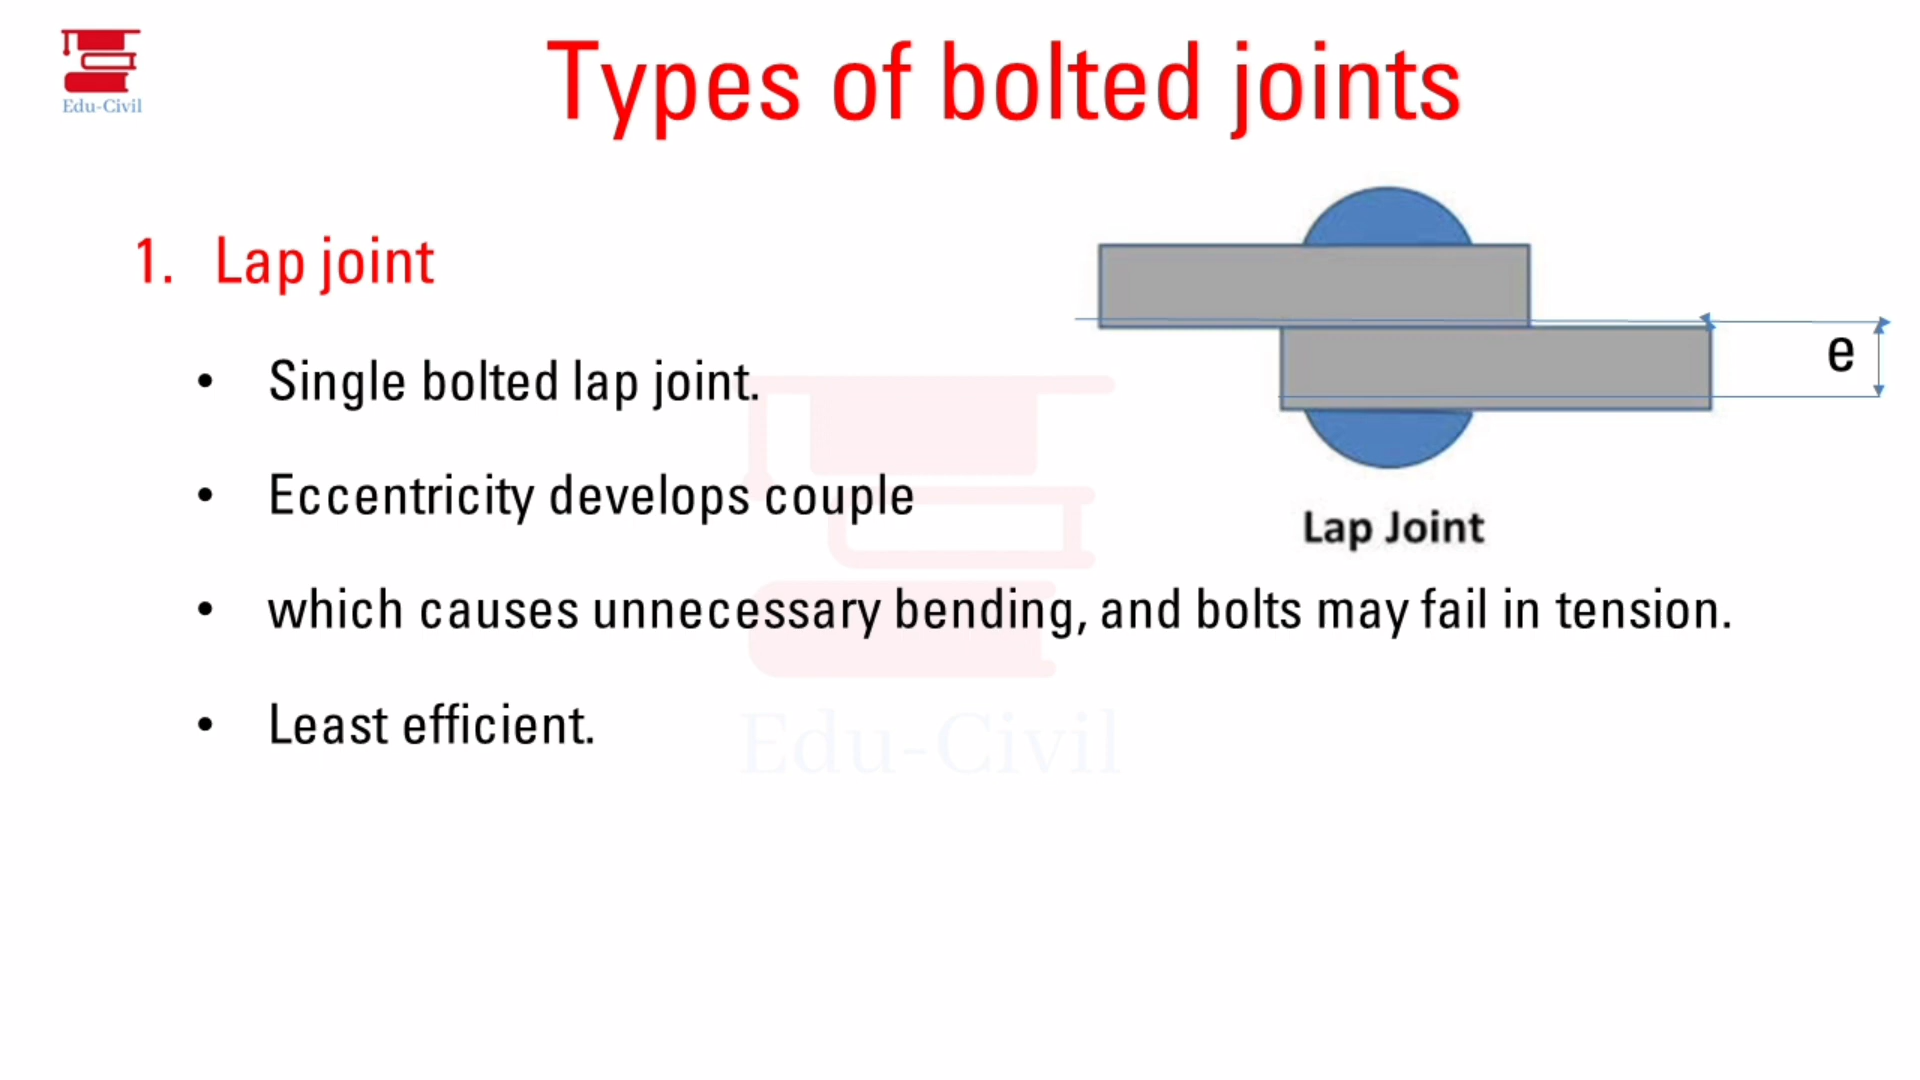 Edu-Civil
Types of bolted joints
1. Lap joint
• Single bolted lap joint.
• Eccentricity develops couple
• which causes unnecessary bending, and bolts may fail in tension.
• Least efficient.
e
Lap Joint
Edu-Civil